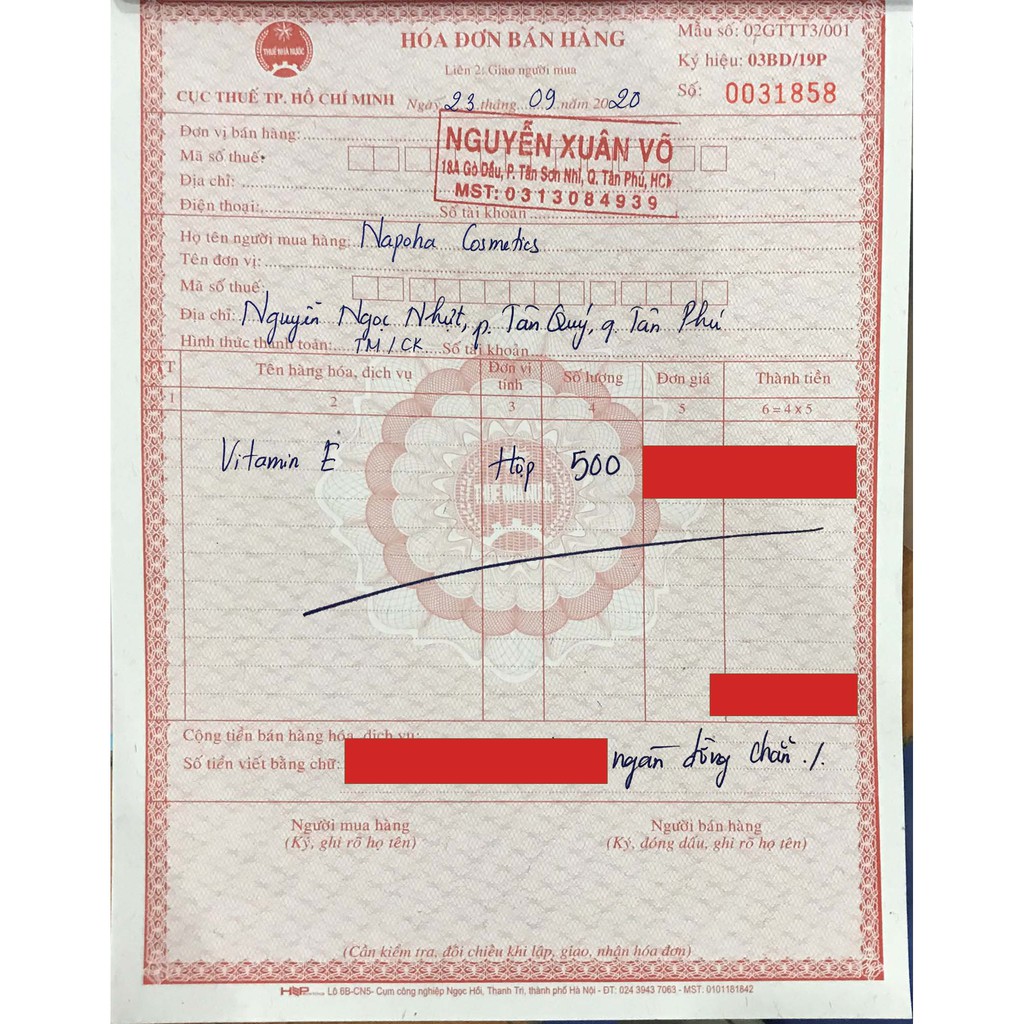 HÓA ĐƠN BÁN HÀNG
Mẫu số: 02GTTT3/001
THUẾ NHÀ NƯỚC
Liên 2: Giao người mua
Ký hiệu: 03BD/19P
CỤC THUẾ TP. HỒ CHÍ MINH
Ngày 23 tháng 09 năm 2020
Số: 0031858
Đơn vị bán hàng:
Mã số thuế:
Địa chỉ:
Điện thoại: Số tài khoản
NGUYỄN XUÂN VÕ
18A Gò Dầu, P. Tân Sơn Nhì, Q. Tân Phú, HCM
MST: 0313084939
Họ tên người mua hàng: Napoha Cosmetics
Tên đơn vị:
Mã số thuế:
Địa chỉ: Nguyễn Ngọc Nhựt, p. Tân Quý, q Tân Phú
Hình thức thanh toán: TM/CK Số tài khoản
T Tên hàng hóa, dịch vụ Đơn vị tính Số lượng Đơn giá Thành tiền
1 2 3 4 5 6 = 4 x 5
Vitamin E Hộp 500
THUẾ NHÀ NƯỚC
Cộng tiền bán hàng hóa, dịch vụ:
Số tiền viết bằng chữ: ngàn đồng chẵn ./.
Người mua hàng Người bán hàng
(Ký, ghi rõ họ tên) (Ký, đóng dấu, ghi rõ họ tên)
(Cần kiểm tra, đối chiếu khi lập, giao, nhận hóa đơn)
Lô 6B-CN5- Cụm công nghiệp Ngọc Hồi, Thanh Trì, thành phố Hà Nội - ĐT: 024 3943 7063 - MST: 0101181842